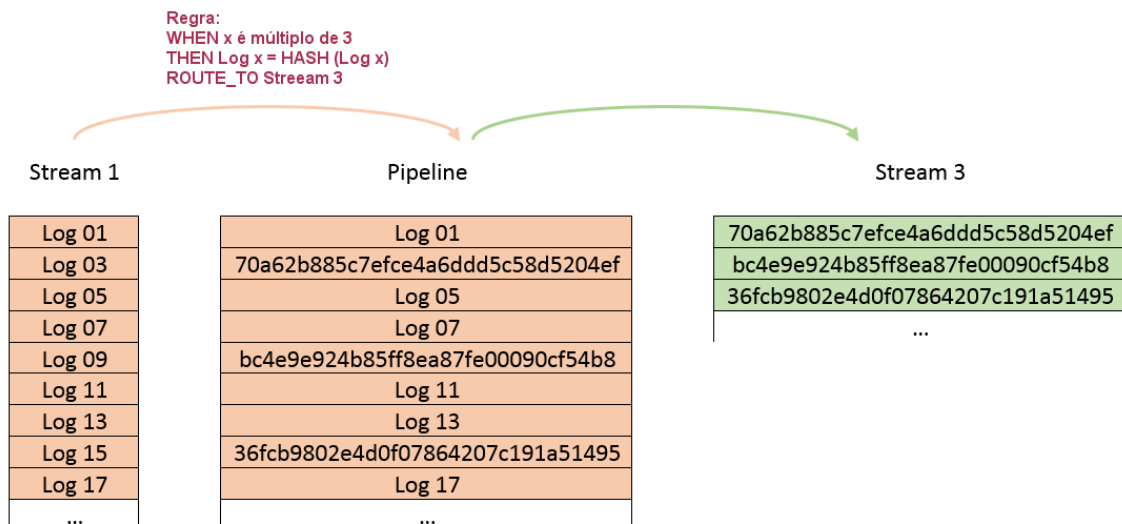 Regra:
WHEN x é múltiplo de 3
THEN Log x = HASH (Log x)
ROUTE_TO Streeam 3
Stream 1
Pipeline
Stream 3
Log 01
Log 03
Log 05
Log 07
Log 09
Log 11
Log 13
Log 15
Log 17
...
Log 01
70a62b885c7efce4a6ddd5c58d5204ef
Log 05
Log 07
bc4e9e924b85ff8ea87fe00090cf54b8
Log 11
Log 13
36fcb9802e4d0f07864207c191a51495
Log 17
...
70a62b885c7efce4a6ddd5c58d5204ef
bc4e9e924b85ff8ea87fe00090cf54b8
36fcb9802e4d0f07864207c191a51495
...